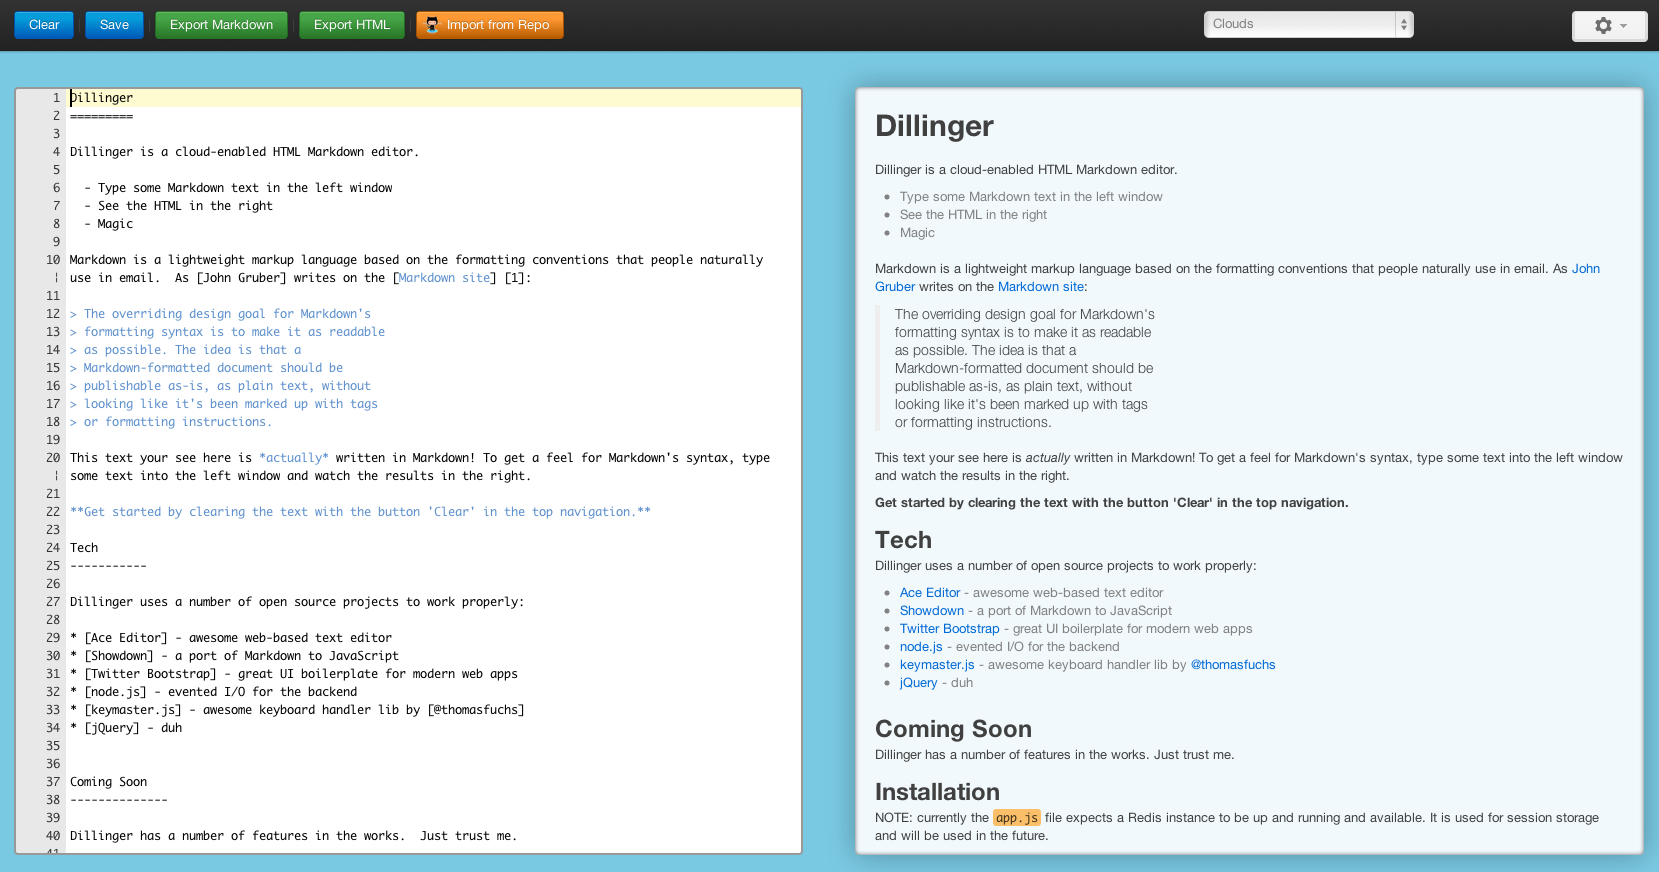 Clear
Save
Export Markdown
Export HTML
Import from Repo
Clouds
1 Dillinger
2 =========
3
4 Dillinger is a cloud-enabled HTML Markdown editor.
5
6   - Type some Markdown text in the left window
7   - See the HTML in the right
8   - Magic
9
10 Markdown is a lightweight markup language based on the formatting conventions that people naturally
¦ use in email.  As [John Gruber] writes on the [Markdown site] [1]:
11
12 > The overriding design goal for Markdown's
13 > formatting syntax is to make it as readable
14 > as possible. The idea is that a
15 > Markdown-formatted document should be
16 > publishable as-is, as plain text, without
17 > looking like it's been marked up with tags
18 > or formatting instructions.
19
20 This text your see here is *actually* written in Markdown! To get a feel for Markdown's syntax, type
¦ some text into the left window and watch the results in the right.
21
22 **Get started by clearing the text with the button 'Clear' in the top navigation.**
23
24 Tech
25 -----------
26
27 Dillinger uses a number of open source projects to work properly:
28
29 * [Ace Editor] - awesome web-based text editor
30 * [Showdown] - a port of Markdown to JavaScript
31 * [Twitter Bootstrap] - great UI boilerplate for modern web apps
32 * [node.js] - evented I/O for the backend
33 * [keymaster.js] - awesome keyboard handler lib by [@thomasfuchs]
34 * [jQuery] - duh
35
36
37 Coming Soon
38 --------------
39
40 Dillinger has a number of features in the works.  Just trust me.
41
Dillinger
Dillinger is a cloud-enabled HTML Markdown editor.
• Type some Markdown text in the left window
• See the HTML in the right
• Magic
Markdown is a lightweight markup language based on the formatting conventions that people naturally use in email. As John
Gruber writes on the Markdown site:
The overriding design goal for Markdown's
formatting syntax is to make it as readable
as possible. The idea is that a
Markdown-formatted document should be
publishable as-is, as plain text, without
looking like it's been marked up with tags
or formatting instructions.
This text your see here is actually written in Markdown! To get a feel for Markdown's syntax, type some text into the left window
and watch the results in the right.
Get started by clearing the text with the button 'Clear' in the top navigation.
Tech
Dillinger uses a number of open source projects to work properly:
• Ace Editor - awesome web-based text editor
• Showdown - a port of Markdown to JavaScript
• Twitter Bootstrap - great UI boilerplate for modern web apps
• node.js - evented I/O for the backend
• keymaster.js - awesome keyboard handler lib by @thomasfuchs
• jQuery - duh
Coming Soon
Dillinger has a number of features in the works. Just trust me.
Installation
NOTE: currently the app.js file expects a Redis instance to be up and running and available. It is used for session storage
and will be used in the future.